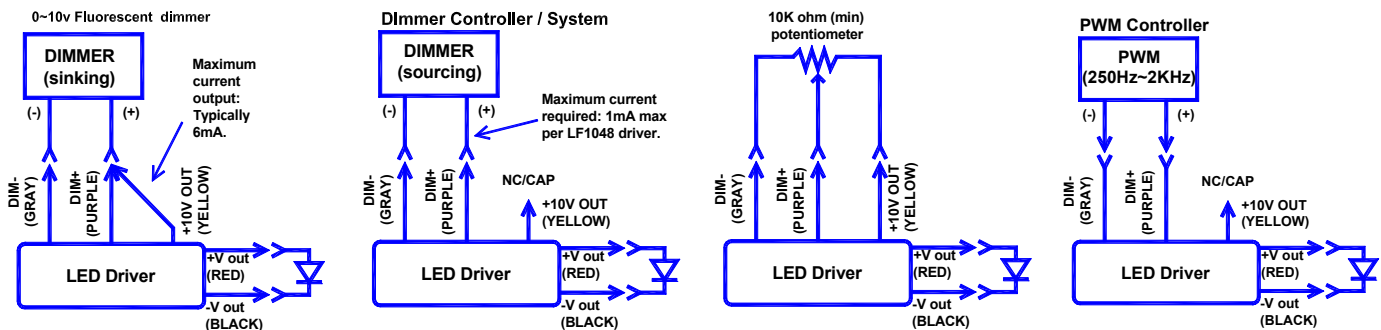 0~10v Fluorescent dimmer
DIMMER
(sinking)
Maximum
current
output:
Typically
6mA.
(-)
(+)
DIM-
(GRAY)
DIM+
(PURPLE)
+10V OUT
(YELLOW)
LED Driver
+V out
(RED)
-V out
(BLACK)
DImmer Controller / System
DIMMER
(sourcing)
(-)
(+)
Maximum current
required: 1mA max
per LF1048 driver.
DIM-
(GRAY)
DIM+
(PURPLE)
NC/CAP
+10V OUT
(YELLOW)
LED Driver
+V out
(RED)
-V out
(BLACK)
10K ohm (min)
potentiometer
DIM-
(GRAY)
DIM+
(PURPLE)
+10V OUT
(YELLOW)
LED Driver
+V out
(RED)
-V out
(BLACK)
PWM Controller
PWM
(250Hz~2KHz)
(-)
(+)
DIM-
(GRAY)
DIM+
(PURPLE)
NC/CAP
+10V OUT
(YELLOW)
LED Driver
+V out
(RED)
-V out
(BLACK)